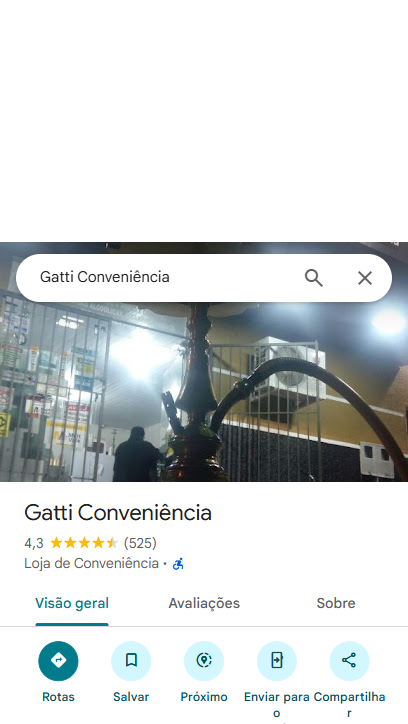 Gatti Conveniência
Gatti Conveniência
4,3 (525)
Loja de Conveniência ·
Visão geral Avaliações Sobre
Rotas Salvar Próximo Enviar para o Compartilhar